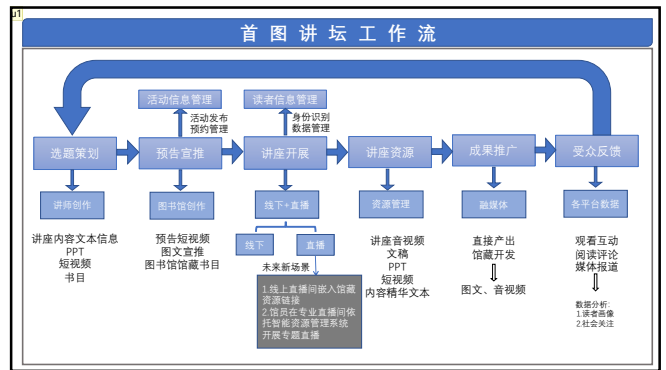 u1
首图讲坛工作流
活动信息管理
读者信息管理
活动发布
预约管理
身份识别
数据管理
选题策划
预告宣推
讲座开展
讲座资源
成果推广
受众反馈
讲师创作
图书馆创作
线下+直播
资源管理
融媒体
各平台数据
讲座内容文本信息
PPT
短视频
书目
预告短视频
图文宣推
图书馆馆藏书目
线下
直播
未来新场景
1.线上直播间嵌入馆藏
资源链接
2.馆员在专业直播间依
托智能资源管理系统
开展专题直播
讲座音视频
文稿
PPT
短视频
内容精华文本
直接产出
馆藏开发
图文、音视频
观看互动
阅读评论
媒体报道
数据分析:
1.读者画像
2.社会关注